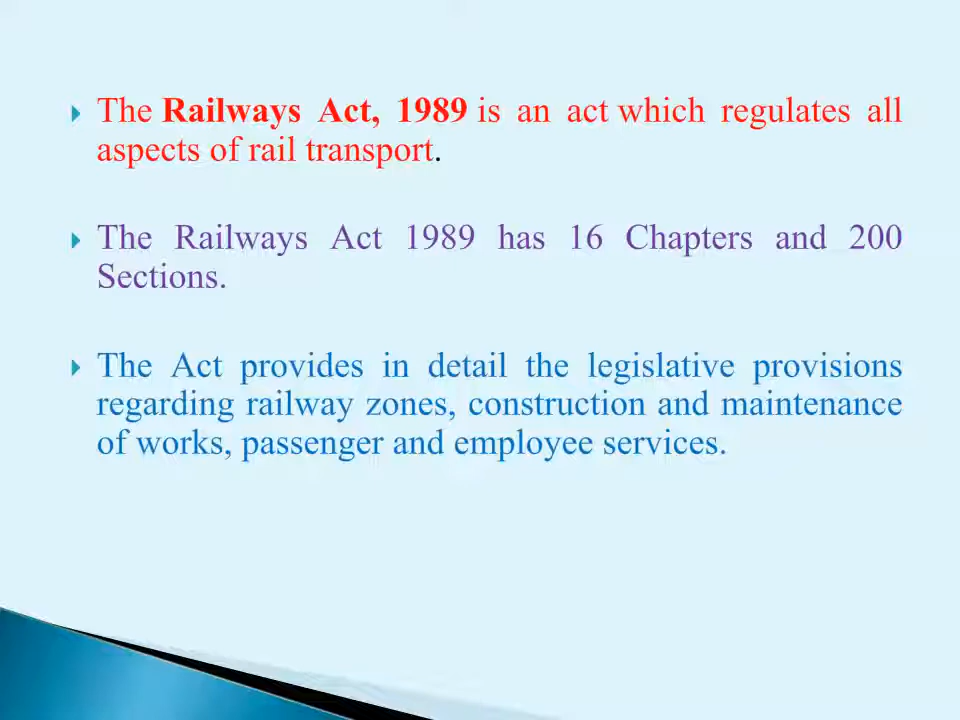 The Railways Act, 1989 is an act which regulates all
aspects of rail transport.
The Railways Act 1989 has 16 Chapters and 200
Sections.
The Act provides in detail the legislative provisions
regarding railway zones, construction and maintenance
of works, passenger and employee services.